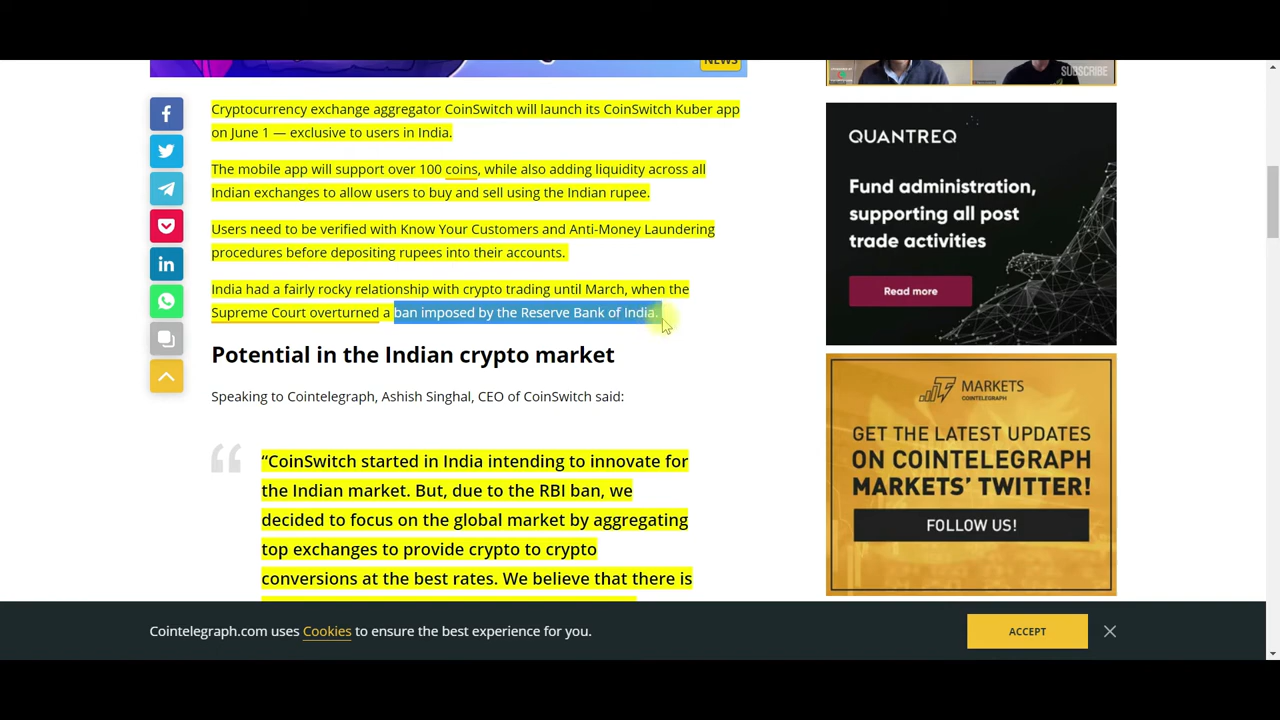 NEWS
SUBSCRIBE
Cryptocurrency exchange aggregator CoinSwitch will launch its CoinSwitch Kuber app
on June 1 — exclusive to users in India.
The mobile app will support over 100 coins, while also adding liquidity across all
Indian exchanges to allow users to buy and sell using the Indian rupee.
Users need to be verified with Know Your Customers and Anti-Money Laundering
procedures before depositing rupees into their accounts.
India had a fairly rocky relationship with crypto trading until March, when the
Supreme Court overturned a ban imposed by the Reserve Bank of India.
Potential in the Indian crypto market
Speaking to Cointelegraph, Ashish Singhal, CEO of CoinSwitch said:
“CoinSwitch started in India intending to innovate for
the Indian market. But, due to the RBI ban, we
decided to focus on the global market by aggregating
top exchanges to provide crypto to crypto
conversions at the best rates. We believe that there is
QUANTREQ
Fund administration,
supporting all post
trade activities
Read more
MARKETS
COINTELEGRAPH
GET THE LATEST UPDATES
ON COINTELEGRAPH
MARKETS’ TWITTER!
FOLLOW US!
Cointelegraph.com uses Cookies to ensure the best experience for you.
ACCEPT